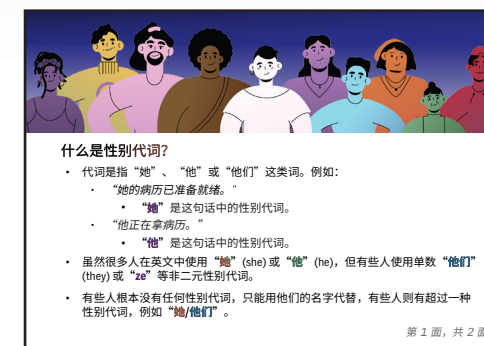 什么是性别代词?
• 代词是指“她”、“他”或“他们”这类词。例如：
• “她的病历已准备就绪。”
• “她”是这句话中的性别代词。
• “他正在拿病历。”
• “他”是这句话中的性别代词。
• 虽然很多人在英文中使用“她”(she) 或“他”(he)，但有些人使用单数“他们”
(they) 或“ze”等非二元性别代词。
• 有些人根本没有任何性别代词，只能用他们的名字代替，有些人则有超过一种
性别代词，例如“她/他们”。
第 1 面，共 2 面